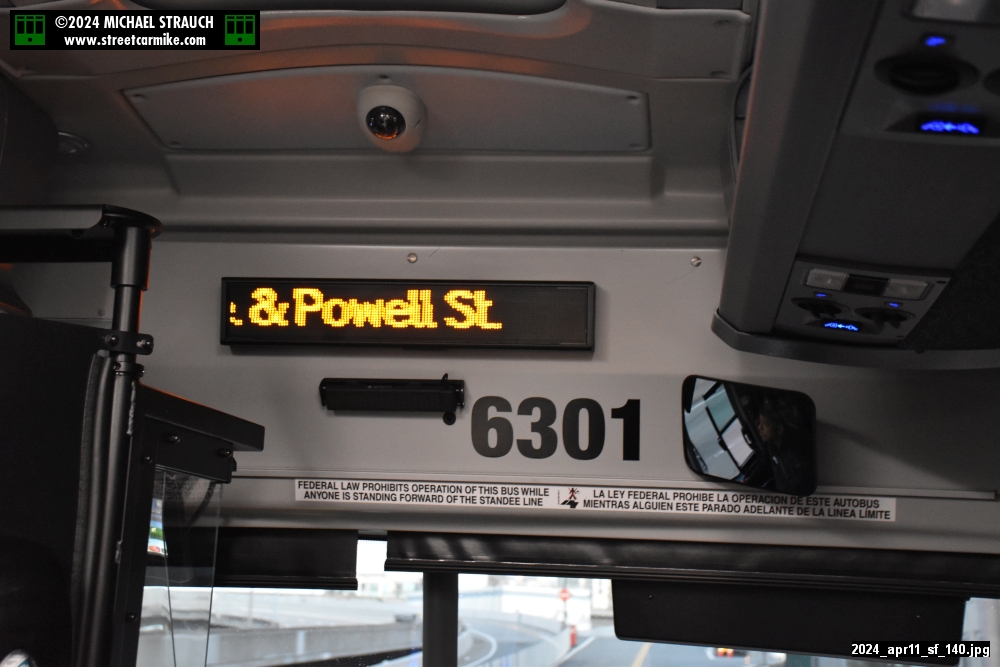 ©2024 MICHAEL STRAUCH
www.streetcarmike.com
& Powell St.
6301
FEDERAL LAW PROHIBITS OPERATION OF THIS BUS WHILE
ANYONE IS STANDING FORWARD OF THE STANDEE LINE
LA LEY FEDERAL PROHIBE LA OPERACION DE ESTE AUTOBUS
MIENTRAS ALGUIEN ESTE PARADO ADELANTE DE LA LINEA LÍMITE
2024_apr11_sf_140.jpg